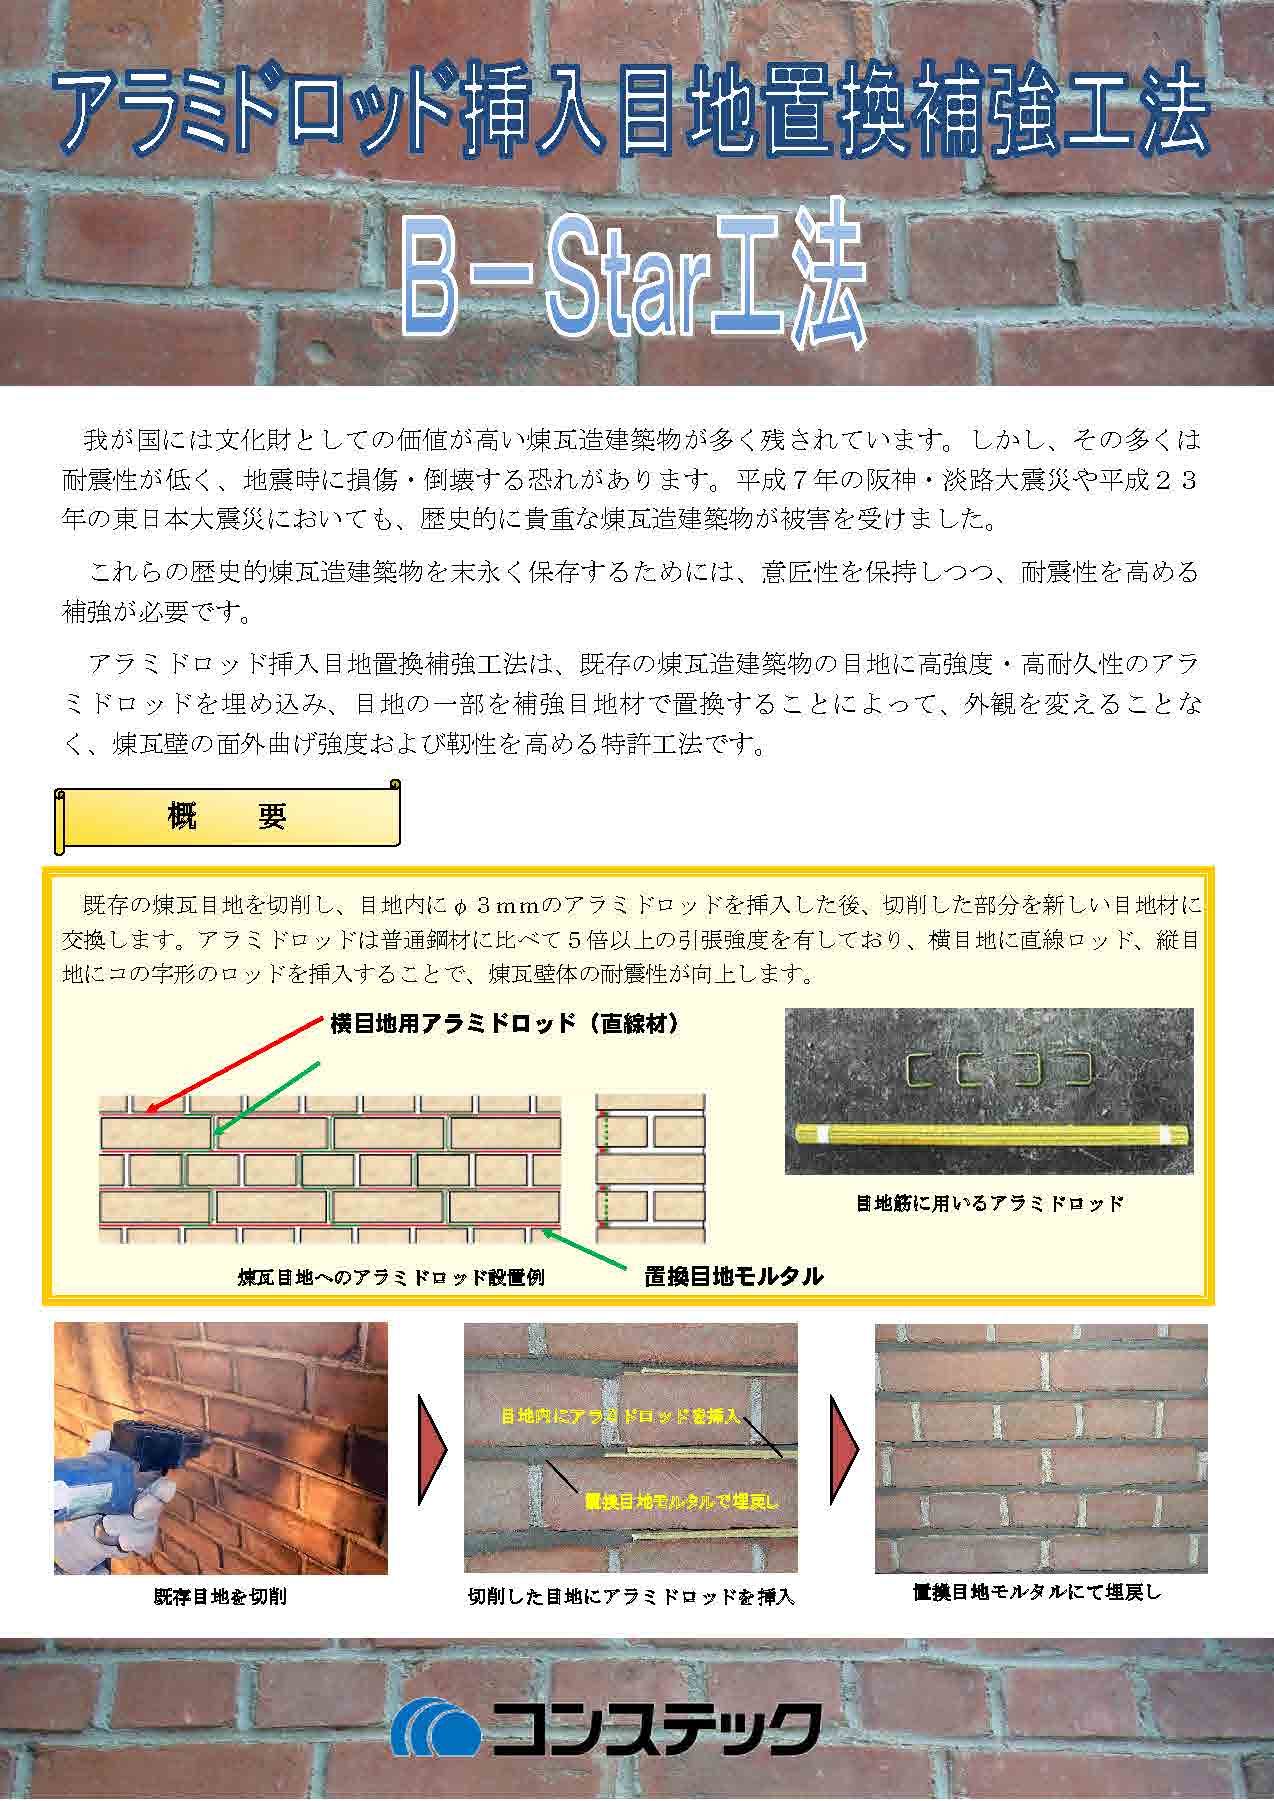 アラミドロッド挿入目地置換補強工法
B－Star工法
我が国には文化財としての価値が高い煉瓦造建築物が多く残されています。しかし、その多くは
耐震性が低く、地震時に損傷・倒壊する恐れがあります。平成７年の阪神・淡路大震災や平成２３
年の東日本大震災においても、歴史的に貴重な煉瓦造建築物が被害を受けました。
これらの歴史的煉瓦造建築物を末永く保存するためには、意匠性を保持しつつ、耐震性を高める
補強が必要です。
アラミドロッド挿入目地置換補強工法は、既存の煉瓦造建築物の目地に高強度・高耐久性のアラ
ミドロッドを埋め込み、目地の一部を補強目地材で置換することによって、外観を変えることな
く、煉瓦壁の面外曲げ強度および靭性を高める特許工法です。
概　　要
既存の煉瓦目地を切削し、目地内にφ３ｍｍのアラミドロッドを挿入した後、切削した部分を新しい目地材に
交換します。アラミドロッドは普通鋼材に比べて５倍以上の引張強度を有しており、横目地に直線ロッド、縦目
地にコの字形のロッドを挿入することで、煉瓦壁体の耐震性が向上します。
横目地用アラミドロッド（直線材）
目地筋に用いるアラミドロッド
煉瓦目地へのアラミドロッド設置例
置換目地モルタル
目地内にアラミドロッドを挿入
置換目地モルタルで埋戻し
既存目地を切削
切削した目地にアラミドロッドを挿入
置換目地モルタルにて埋戻し
コンステック